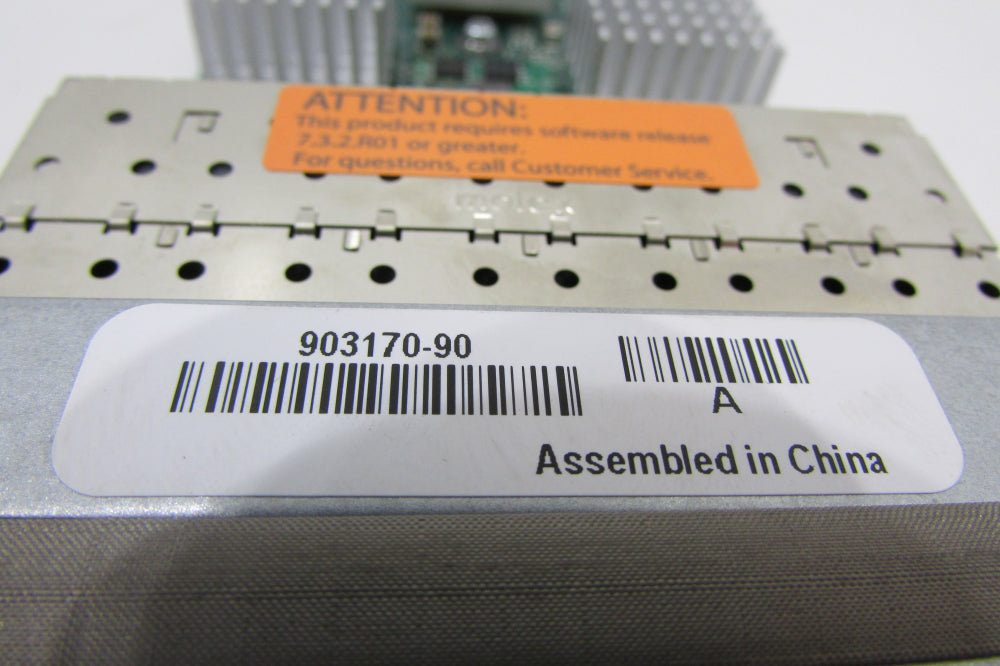 ATTENTION:
This product requires software release
7.3.2.R01 or greater.
For questions, call Customer Service.
molex
903170-90
A
Assembled in China